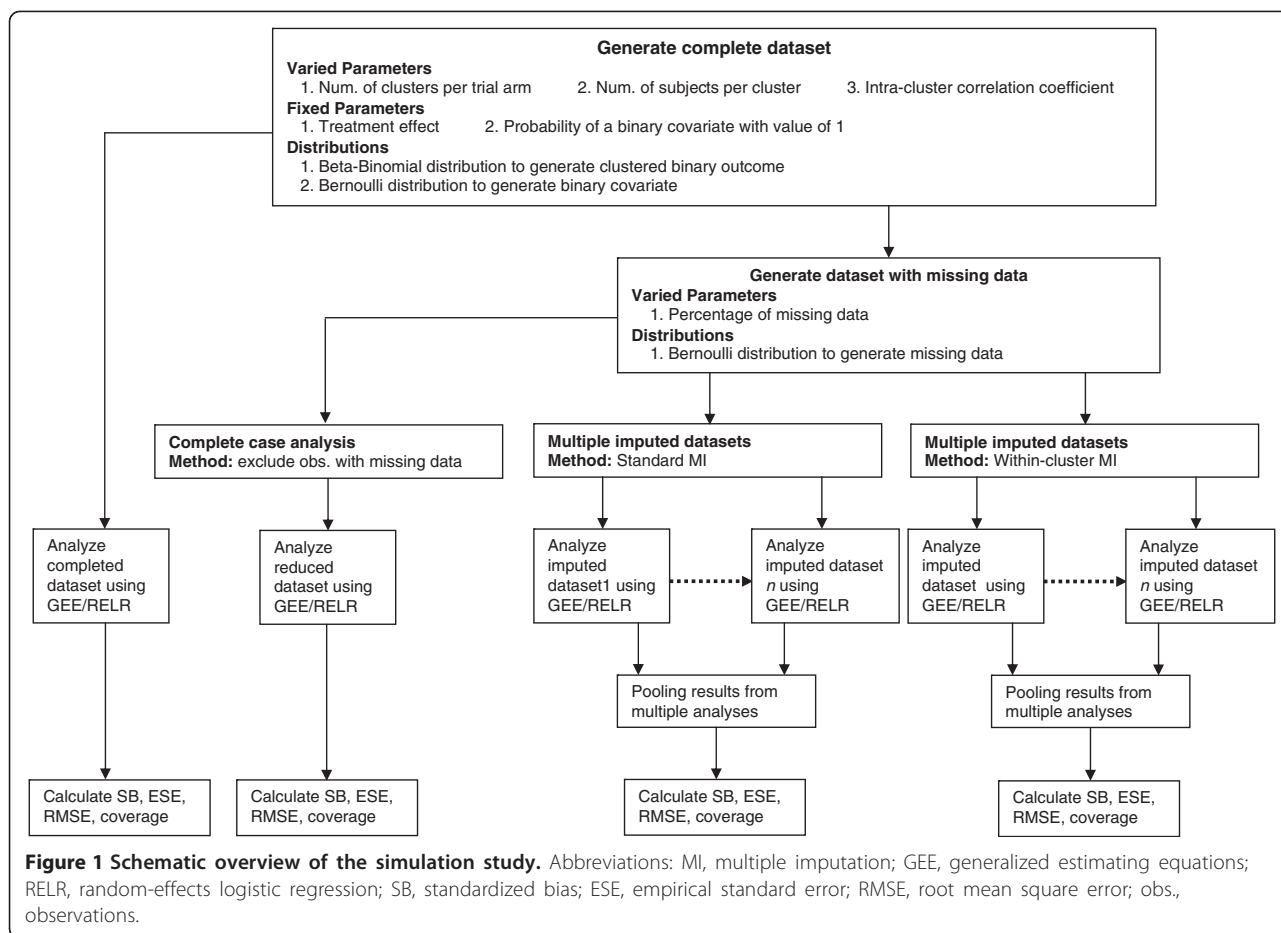 Generate complete dataset
Varied Parameters
1. Num. of clusters per trial arm 2. Num. of subjects per cluster 3. Intra-cluster correlation coefficient
Fixed Parameters
1. Treatment effect 2. Probability of a binary covariate with value of 1
Distributions
1. Beta-Binomial distribution to generate clustered binary outcome
2. Bernoulli distribution to generate binary covariate
Generate dataset with missing data
Varied Parameters
1. Percentage of missing data
Distributions
1. Bernoulli distribution to generate missing data
Complete case analysis
Method: exclude obs. with missing data
Multiple imputed datasets
Method: Standard MI
Multiple imputed datasets
Method: Within-cluster MI
Analyze
completed
dataset using
GEE/RELR
Analyze
reduced
dataset using
GEE/RELR
Analyze
imputed
dataset1 using
GEE/RELR
Analyze
imputed dataset
n using
GEE/RELR
Analyze
imputed
dataset using
GEE/RELR
Analyze
imputed dataset
n using
GEE/RELR
Pooling results from
multiple analyses
Pooling results from
multiple analyses
Calculate SB, ESE,
RMSE, coverage
Calculate SB, ESE,
RMSE, coverage
Calculate SB, ESE,
RMSE, coverage
Calculate SB, ESE,
RMSE, coverage
Figure 1 Schematic overview of the simulation study. Abbreviations: MI, multiple imputation; GEE, generalized estimating equations;
RELR, random-effects logistic regression; SB, standardized bias; ESE, empirical standard error; RMSE, root mean square error; obs.,
observations.